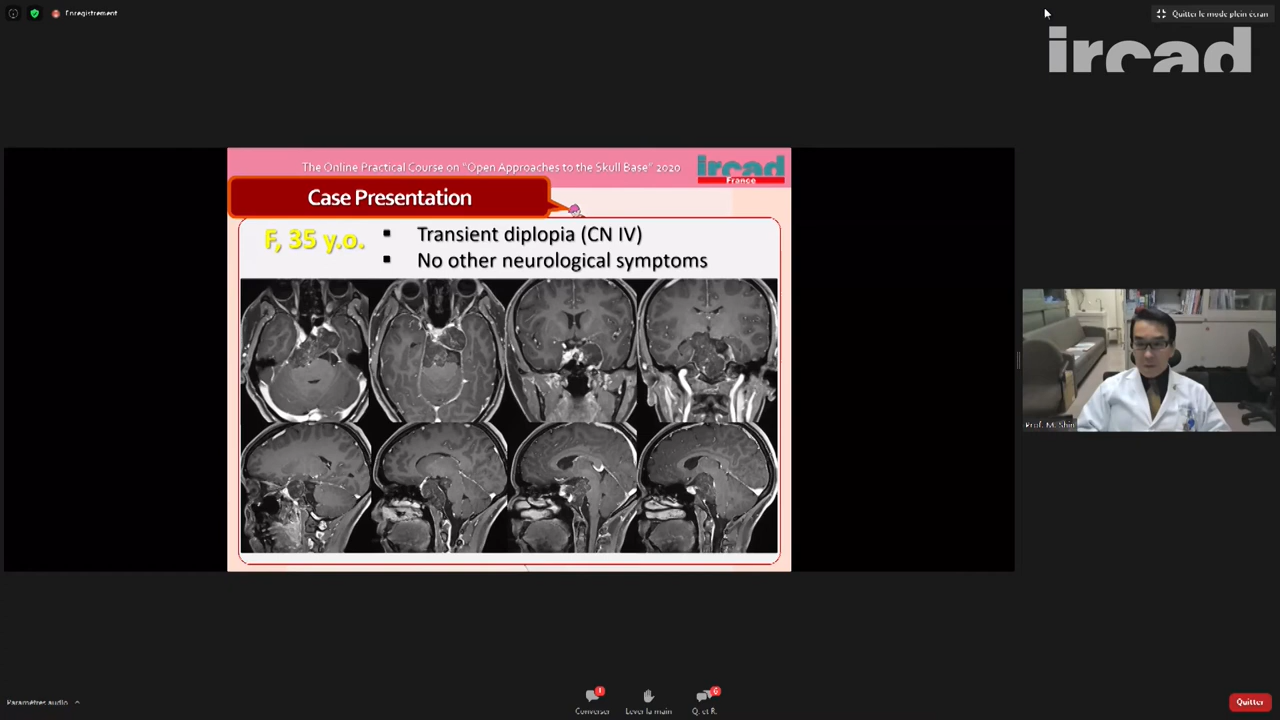 Enregistrement
Quitter le mode plein écran
ircad
The Online Practical Course on "Open Approaches to the Skull Base" 2020
ircad
France
Case Presentation
F, 35 y.o.
▪ Transient diplopia (CN IV)
▪ No other neurological symptoms
Prof. M. Shin
Paramètres audio
1
6
Converser
Lever la main
Q. et R.
Quitter